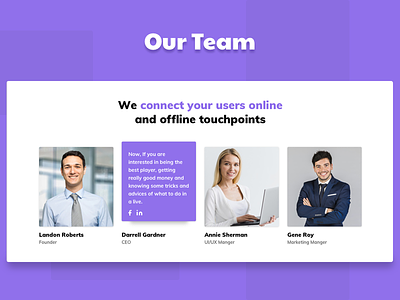 Our Team
We connect your users online
and offline touchpoints
Now, If you are
interested in being the
best player, getting
really good money and
knowing some tricks and
advices of what to do in
a live.
Landon Roberts
Founder
Darrell Gardner
CEO
Annie Sherman
UI/UX Manger
Gene Roy
Marketing Manger